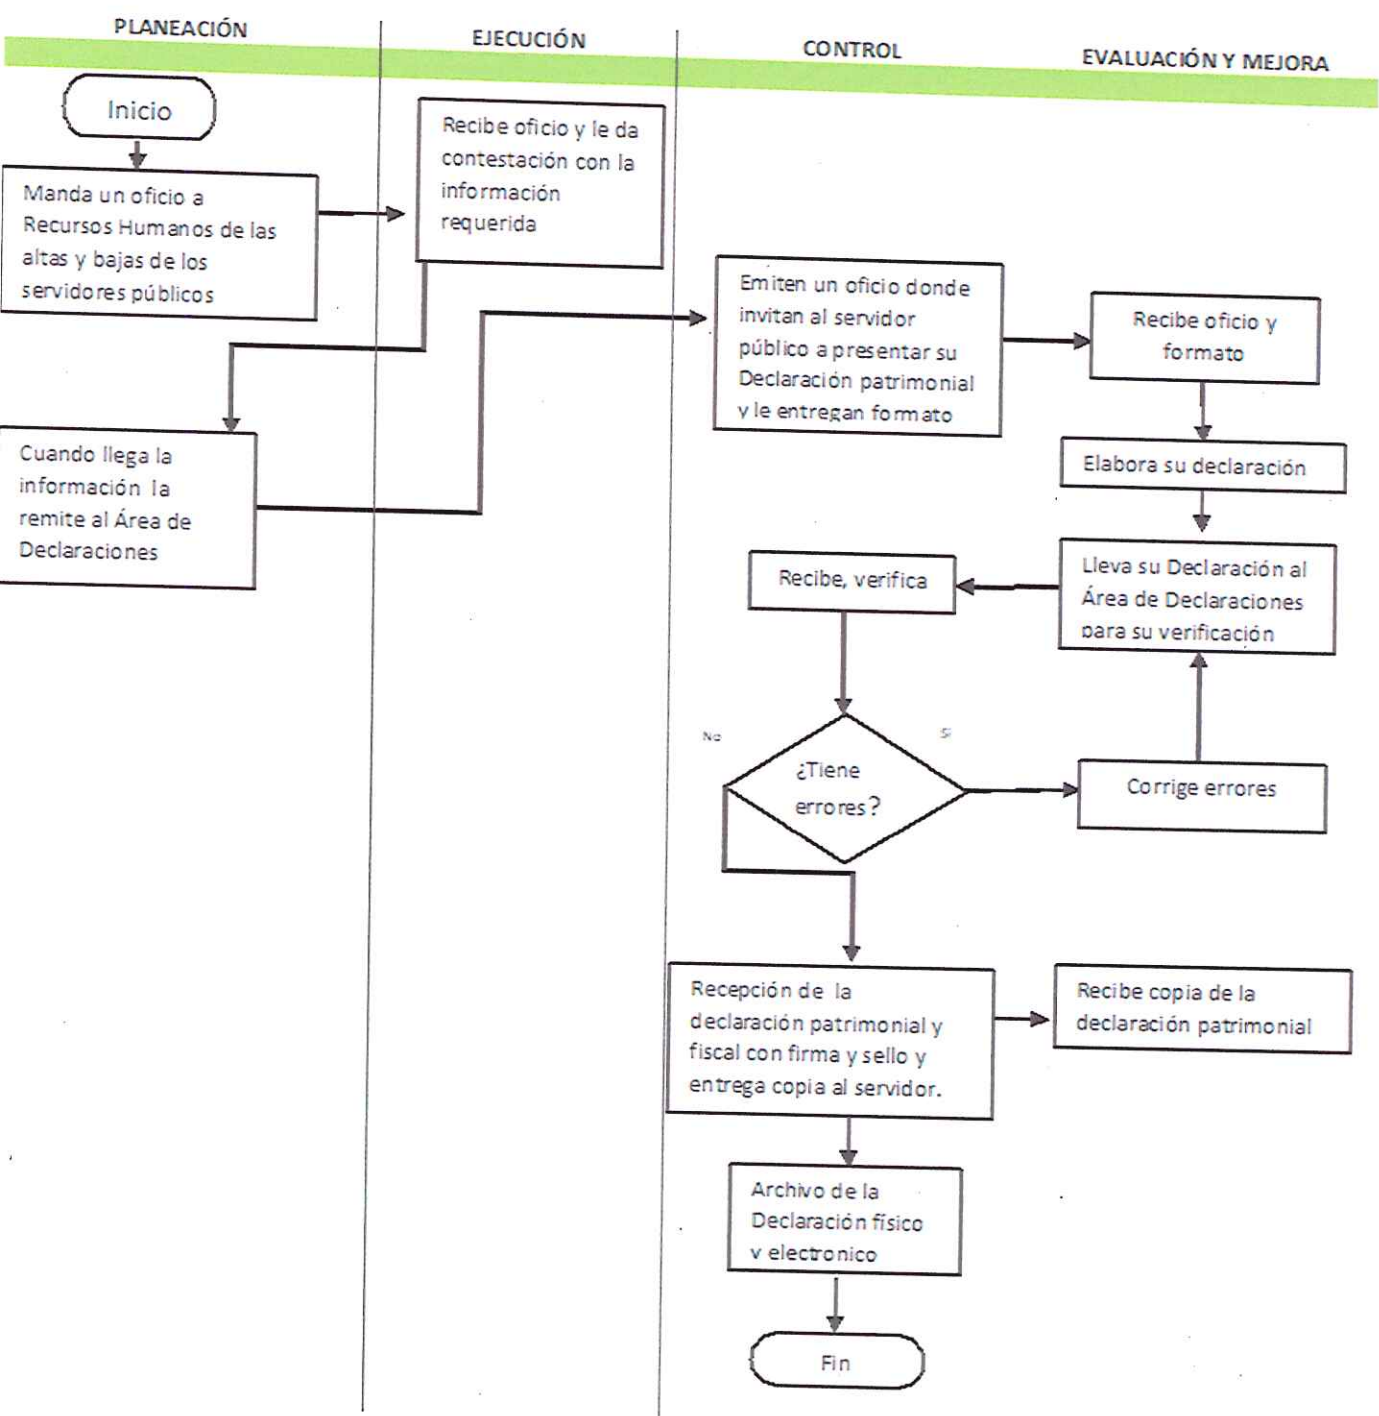 PLANEACIÓN
EJECUCIÓN
CONTROL
EVALUACIÓN Y MEJORA
Inicio
Manda un oficio a
Recursos Humanos de las
altas y bajas de los
servidores públicos
Recibe oficio y le da
contestación con la
información
requerida
Cuando llega la
información la
remite al Área de
Declaraciones
Emiten un oficio donde
invitan al servidor
público a presentar su
Declaración patrimonial
y le entregan formato
Recibe oficio y
formato
Elabora su declaración
Lleva su Declaración al
Área de Declaraciones
para su verificación
Recibe, verifica
No
Si
¿Tiene
errores?
Corrige errores
Recepción de la
declaración patrimonial y
fiscal con firma y sello y
entrega copia al servidor.
Recibe copia de la
declaración patrimonial
Archivo de la
Declaración físico
y electronico
Fin